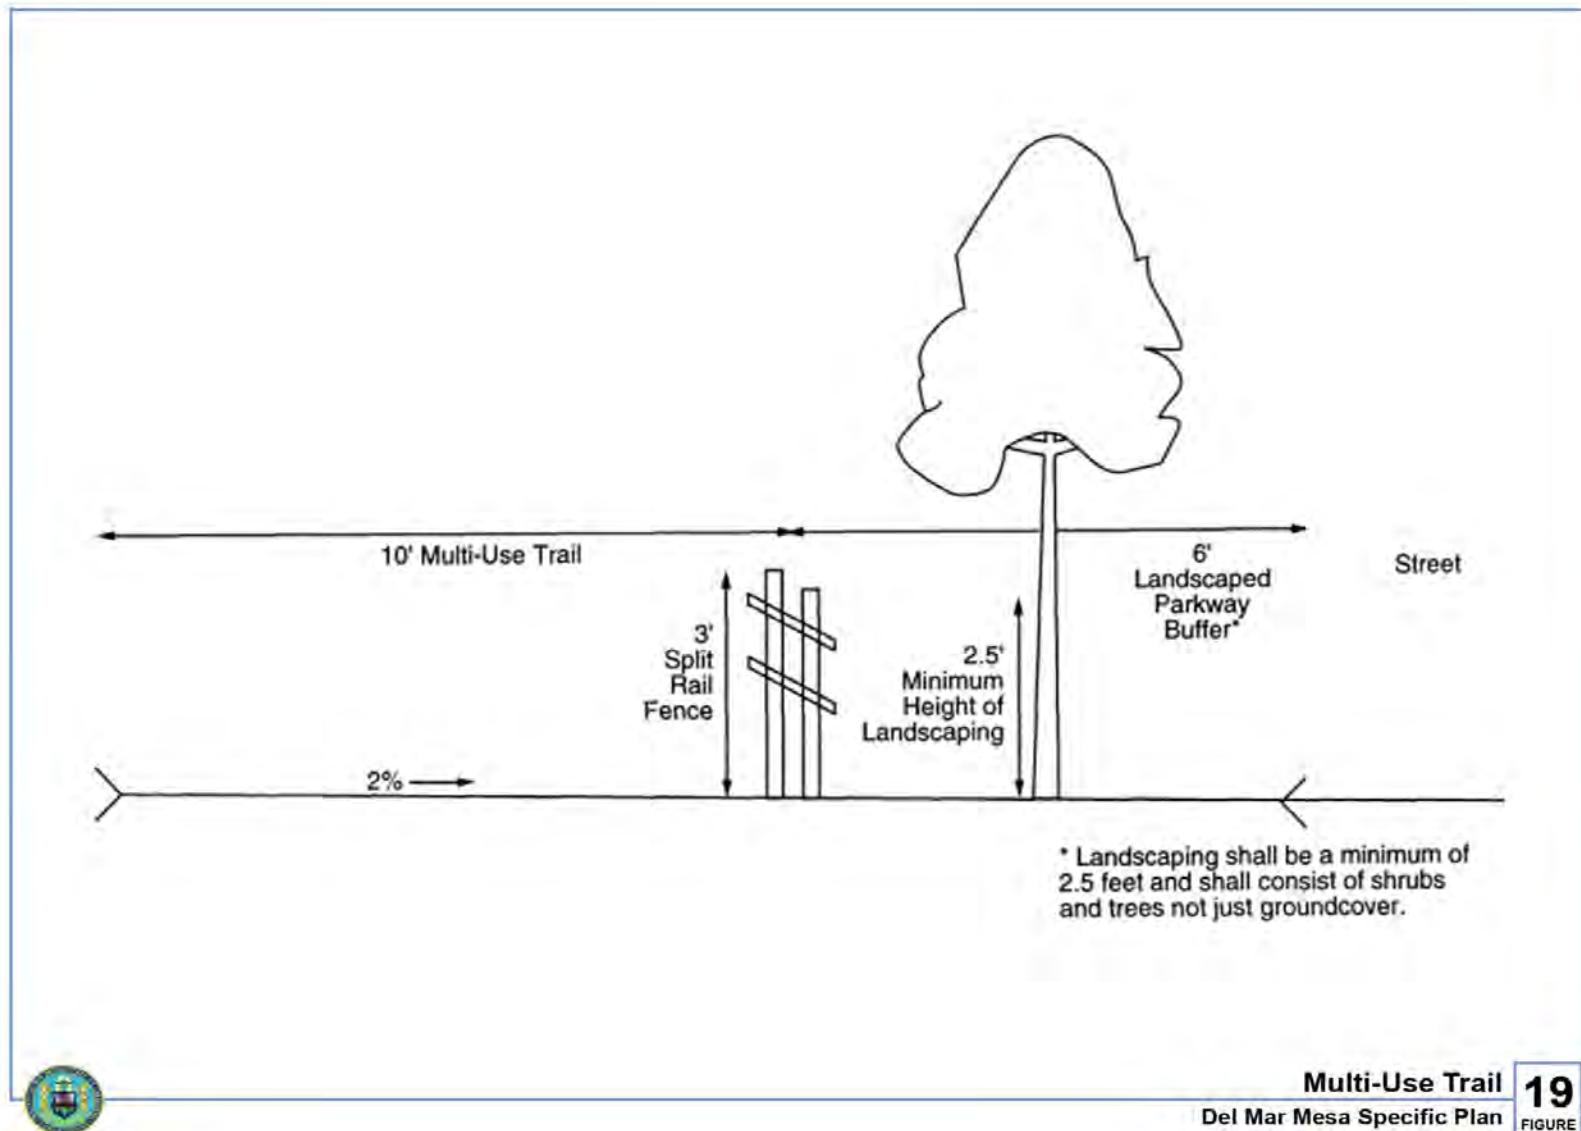 10' Multi-Use Trail
6'
Landscaped
Parkway
Buffer*
Street
3'
Split
Rail
Fence
2.5'
Minimum
Height of
Landscaping
2%
* Landscaping shall be a minimum of
2.5 feet and shall consist of shrubs
and trees not just groundcover.
Multi-Use Trail
Del Mar Mesa Specific Plan
19
FIGURE